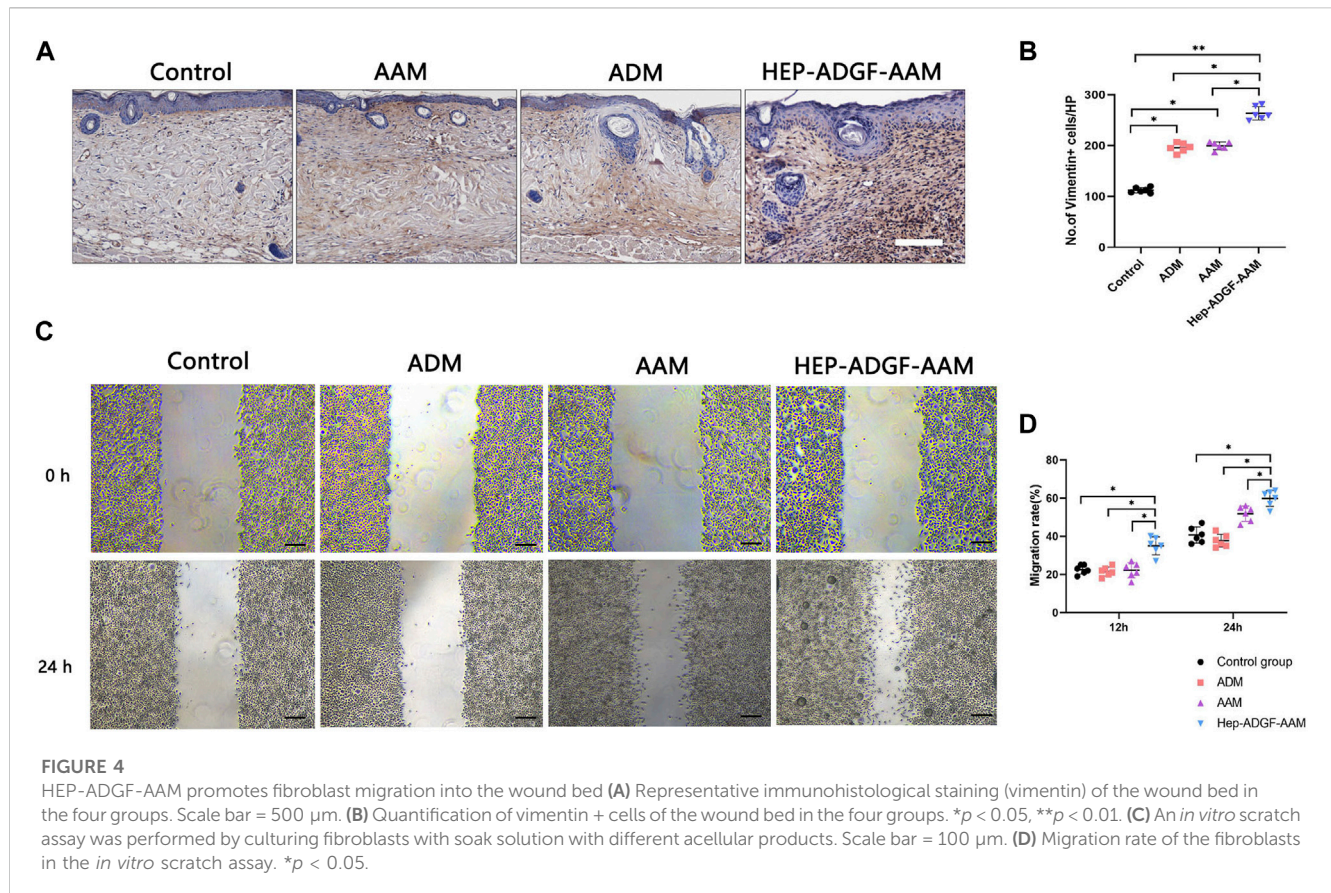 A
Control
AAM
ADM
HEP-ADGF-AAM
B
**
*
*
*
*
No.of Vimentin+ cells/HP
300
200
100
0
Control
ADM
AAM
Hep-ADGF-AAM
C
Control
ADM
AAM
HEP-ADGF-AAM
0 h
24 h
D
*
*
*
*
*
*
Migration rate(%)
80
60
40
20
0
12h
24h
Control group
ADM
AAM
Hep-ADGF-AAM
FIGURE 4
HEP-ADGF-AAM promotes fibroblast migration into the wound bed (A) Representative immunohistological staining (vimentin) of the wound bed in
the four groups. Scale bar = 500 μm. (B) Quantification of vimentin + cells of the wound bed in the four groups. *p < 0.05, **p < 0.01. (C) An in vitro scratch
assay was performed by culturing fibroblasts with soak solution with different acellular products. Scale bar = 100 μm. (D) Migration rate of the fibroblasts
in the in vitro scratch assay. *p < 0.05.